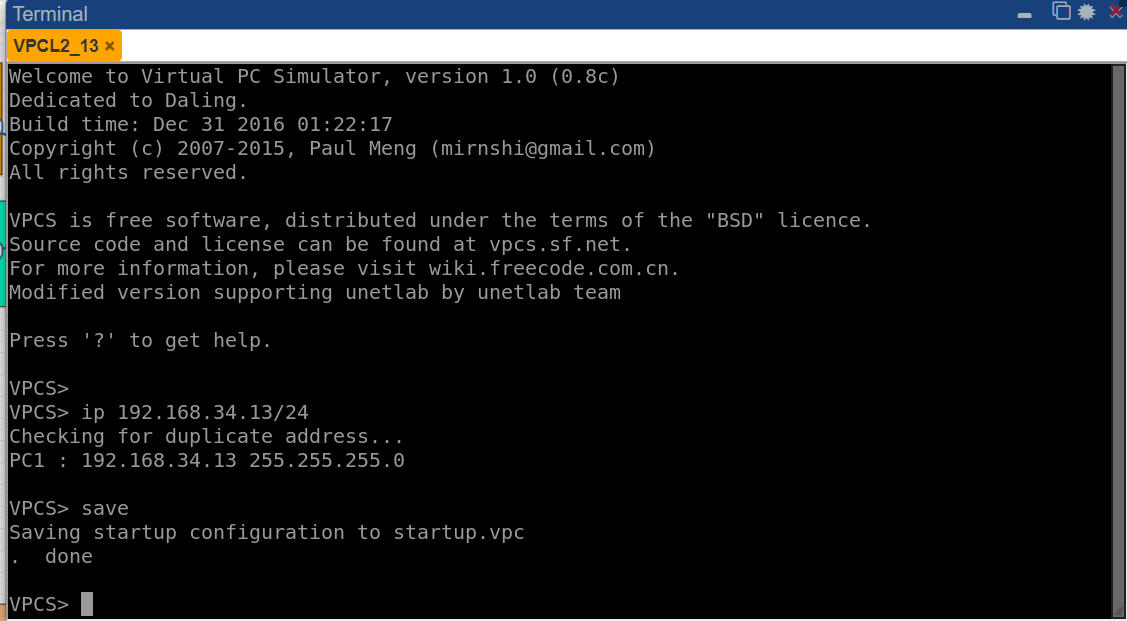 Terminal
VPCL2_13 ×
Welcome to Virtual PC Simulator, version 1.0 (0.8c)
Dedicated to Daling.
Build time: Dec 31 2016 01:22:17
Copyright (c) 2007-2015, Paul Meng (mirnshi@gmail.com)
All rights reserved.
VPCS is free software, distributed under the terms of the "BSD" licence.
Source code and license can be found at vpcs.sf.net.
For more information, please visit wiki.freecode.com.cn.
Modified version supporting unetlab by unetlab team
Press '?' to get help.
VPCS>
VPCS> ip 192.168.34.13/24
Checking for duplicate address...
PC1 : 192.168.34.13 255.255.255.0
VPCS> save
Saving startup configuration to startup.vpc
.  done
VPCS>